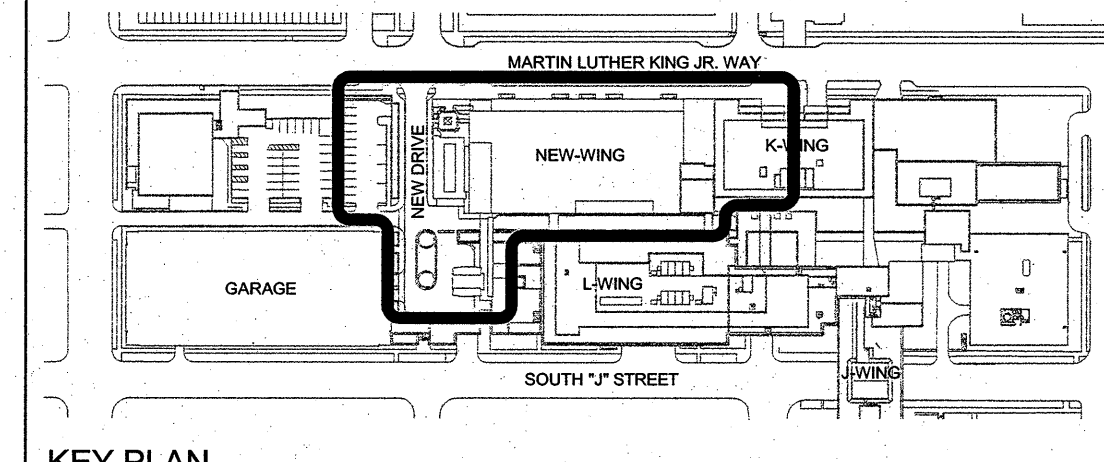 MARTIN LUTHER KING JR. WAY
NEW DRIVE
NEW-WING
K-WING
GARAGE
L-WING
J-WING
SOUTH "J" STREET
KEY PLAN